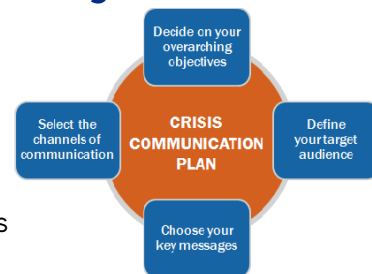 Decide on your
overarching
objectives
Select the
channels of
communication
CRISIS
COMMUNICATION
PLAN
Define
your target
audience
s
Choose your
key messages